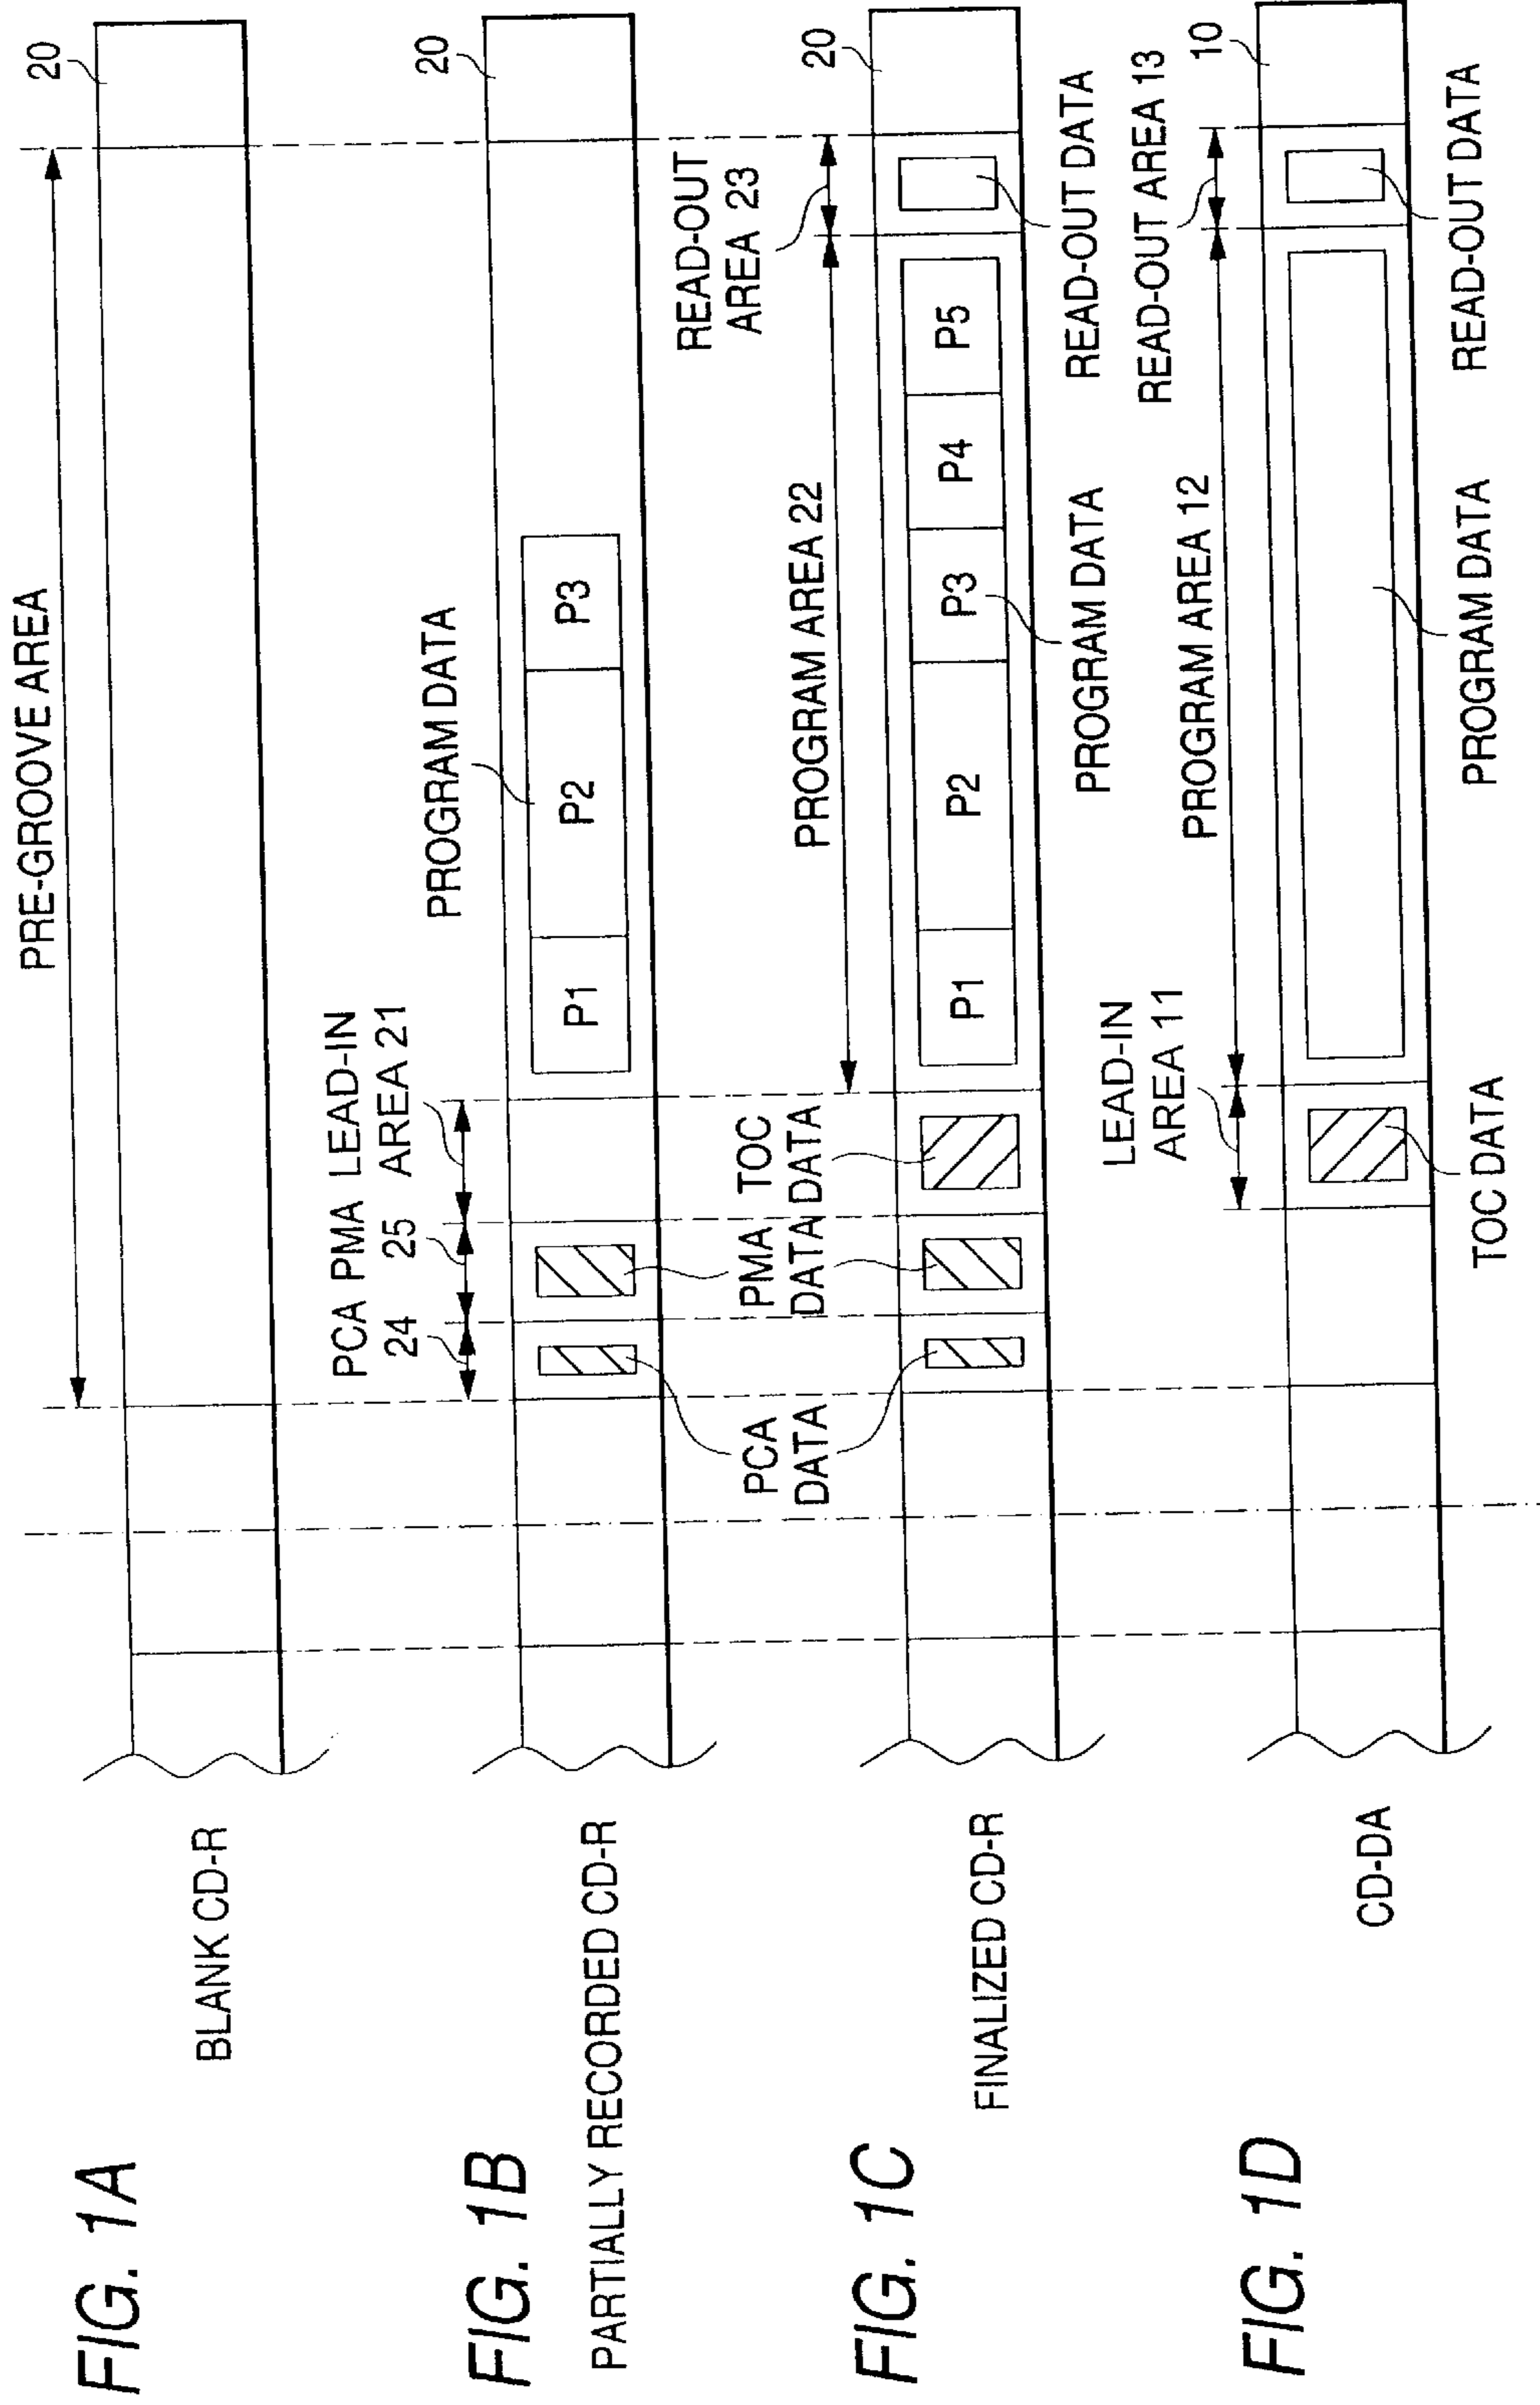 FIG. 1A
BLANK CD-R
PRE-GROOVE AREA
20
FIG. 1B
PARTIALLY RECORDED CD-R
PCA
24
PMA
25
LEAD-IN
AREA 21
PROGRAM DATA
20
P1
P2
P3
PCA
DATA
PMA
DATA
TOC
DATA
READ-OUT
AREA 23
FIG. 1C
FINALIZED CD-R
PROGRAM AREA 22
20
P1
P2
P3
P4
P5
PROGRAM DATA
READ-OUT DATA
FIG. 1D
CD-DA
LEAD-IN
AREA 11
PROGRAM AREA 12
READ-OUT AREA 13
10
TOC DATA
PROGRAM DATA
READ-OUT DATA